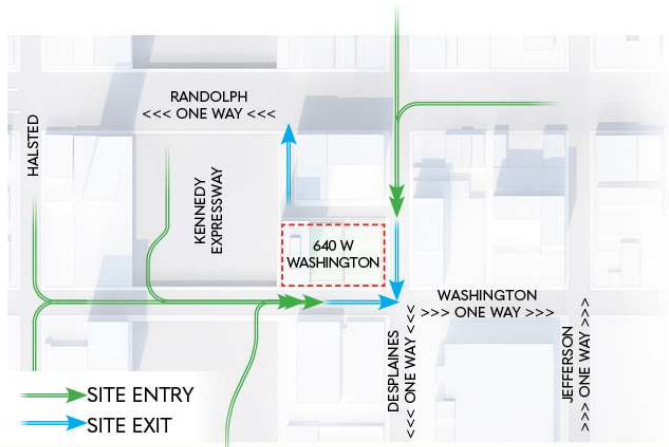 RANDOLPH
<<< ONE WAY <<<
HALSTED
KENNEDY
EXPRESSWAY
640 W
WASHINGTON
WASHINGTON
>>> ONE WAY >>>
DESPLAINES
<<< ONE WAY <<<
JEFFERSON
>>> ONE WAY >>>
SITE ENTRY
SITE EXIT